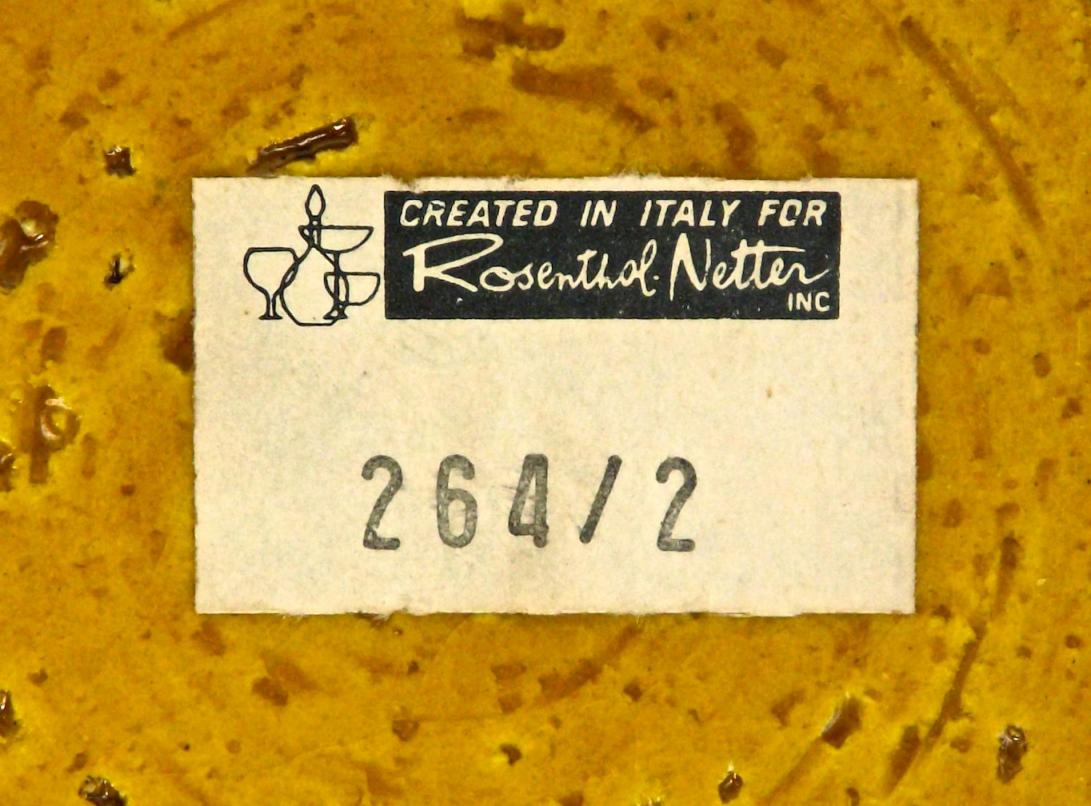 CREATED IN ITALY FOR
Rosenthal-Netter
INC
264/2